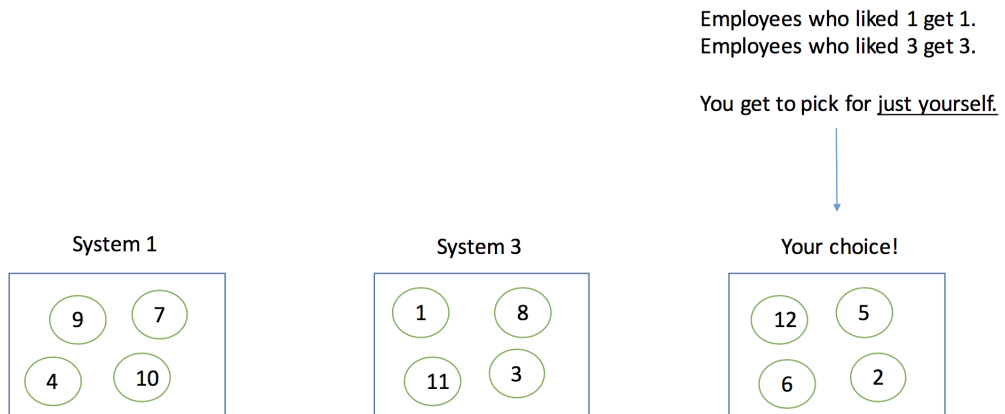 Employees who liked 1 get 1.
Employees who liked 3 get 3.
You get to pick for just yourself.
System 1
System 3
Your choice!
9
7
4
10
1
8
11
3
12
5
6
2